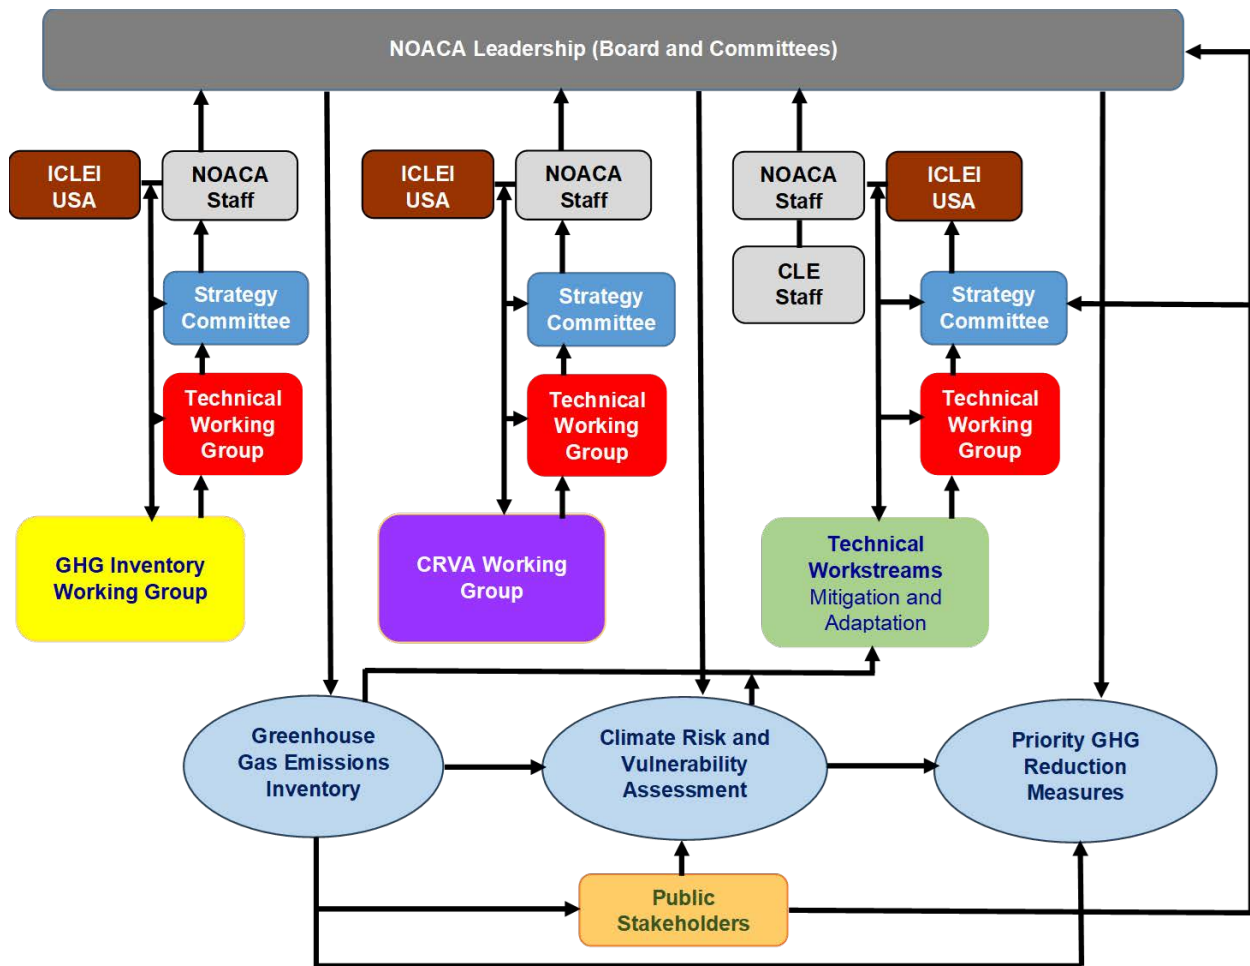 NOACA Leadership (Board and Committees)
ICLEI
USA
NOACA
Staff
ICLEI
USA
NOACA
Staff
NOACA
Staff
ICLEI
USA
CLE
Staff
Strategy
Committee
Strategy
Committee
Strategy
Committee
Technical
Working
Group
Technical
Working
Group
Technical
Working
Group
GHG Inventory
Working Group
CRVA Working
Group
Technical
Workstreams
Mitigation and
Adaptation
Greenhouse
Gas Emissions
Inventory
Climate Risk and
Vulnerability
Assessment
Priority GHG
Reduction
Measures
Public
Stakeholders